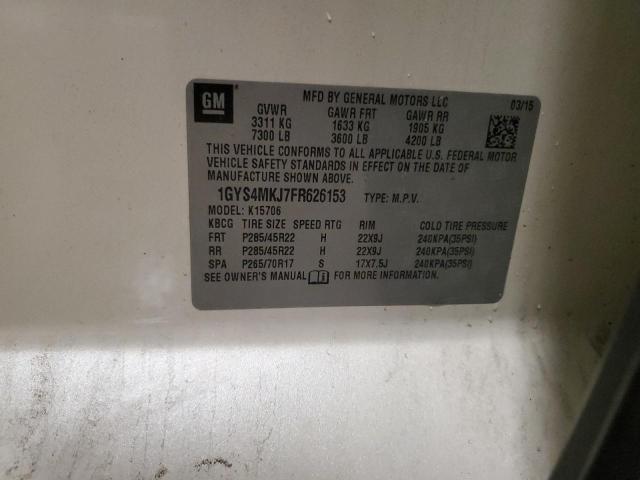 GM
MFD BY GENERAL MOTORS LLC 03/15
GVWR GAWR FRT GAWR RR
3311 KG 1633 KG 1905 KG
7300 LB 3600 LB 4200 LB
THIS VEHICLE CONFORMS TO ALL APPLICABLE U.S. FEDERAL MOTOR
VEHICLE SAFETY STANDARDS IN EFFECT ON THE DATE OF
MANUFACTURE SHOWN ABOVE.
1GYS4MKJ7FR626153 TYPE: M.P.V.
MODEL: K15706
KBCG TIRE SIZE SPEED RTG RIM COLD TIRE PRESSURE
FRT P285/45R22 H 22X9J 240KPA(35PSI)
RR P285/45R22 H 22X9J 240KPA(35PSI)
SPA P265/70R17 S 17X7.5J 240KPA(35PSI)
SEE OWNER'S MANUAL FOR MORE INFORMATION.